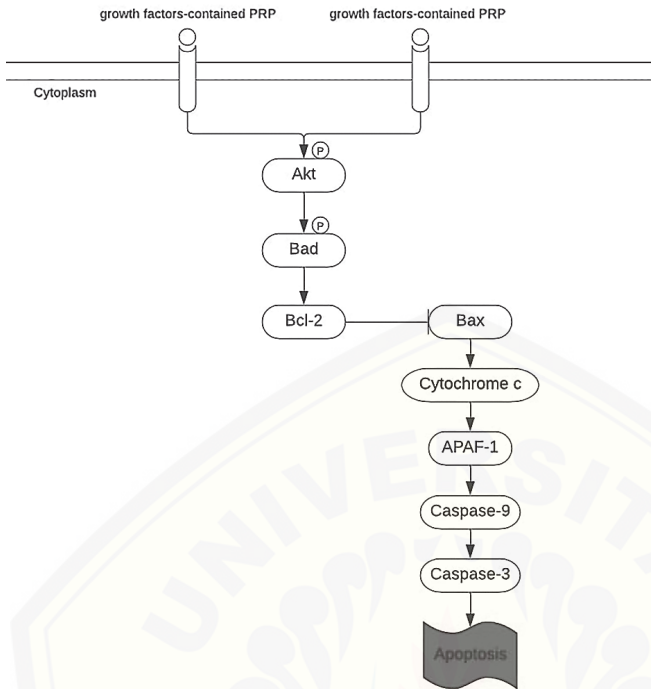 growth factors-contained PRP
growth factors-contained PRP
Cytoplasm
P
Akt
P
Bad
Bcl-2
Bax
Cytochrome c
APAF-1
Caspase-9
Caspase-3
Apoptosis
UNIVERSITA